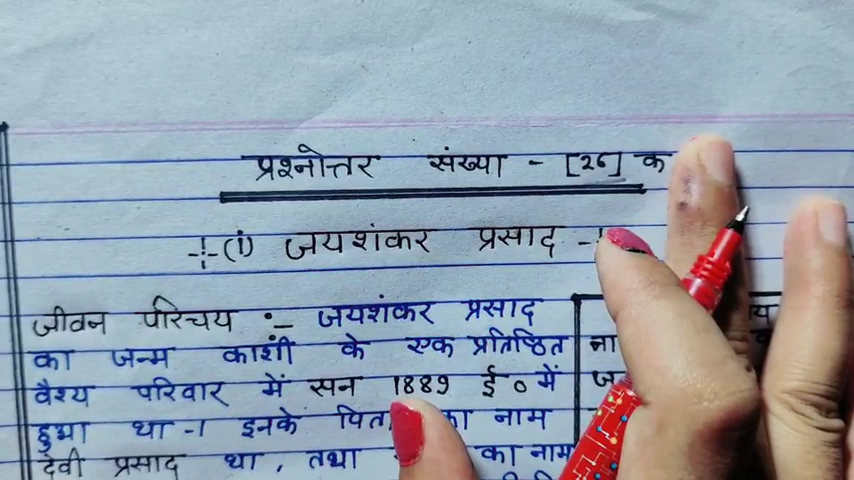 प्रश्नोत्तर संख्या - [26] क
(i) जयशंकर प्रसाद -
जीवन परिचय :- जयशंकर प्रसाद
का जन्म काशी के एक प्रतिष्ठित
वैश्य परिवार में सन 1889 ई० में
हुआ था -। इनके पिता का नाम
देवी प्रसाद था, तथा का नाम
ना